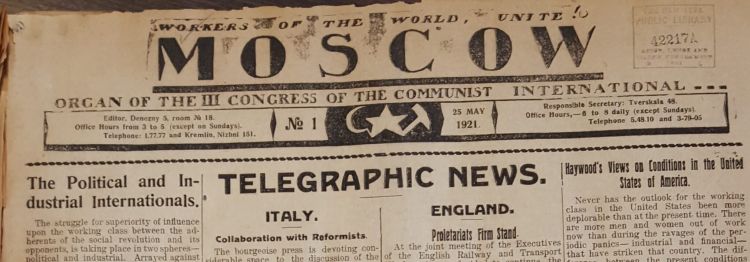 WORKERS OF THE WORLD, UNITE!
MOSCOW
PUBLIC LIBRARY
42217A
ORGAN OF THE III CONGRESS OF THE COMMUNIST INTERNATIONAL
Editor, Denezny 5, room № 18.
Office Hours from 3 to 5 (except on Sundays).
Telephone: 1.77.77 and Kremlin, Nizhni 151.
№ 1
25 MAY
1921.
Responsible Secretary: Tverskaia 48.
Office Hours,—6 to 8 daily (except Sunday).
Telephone 5.48.10 and 3-79-05
The Political and In-
dustrial Internationals.
The struggle for superiority of influence
upon the working class between the ad-
herents of the social revolution and its
opponents, is taking place in two spheres—
political and industrial. Arrayed against
TELEGRAPHIC NEWS.
ITALY.
Collaboration with Reformists.
The bourgeoise press is devoting con-
siderable space to the discussion of the
ENGLAND.
Proletariats Firm Stand.
At the joint meeting of the Executives
of the English Railway and Transport
Haywood's Views on Conditions in the United
States of America.
Never has the outlook for the working
class in the United States been more
deplorable than at the present time. There
are more men and women out of work
now than during the ravages of the per-
iodic panics—industrial and financial—
that have striken that country. The dif-
between the present conditions